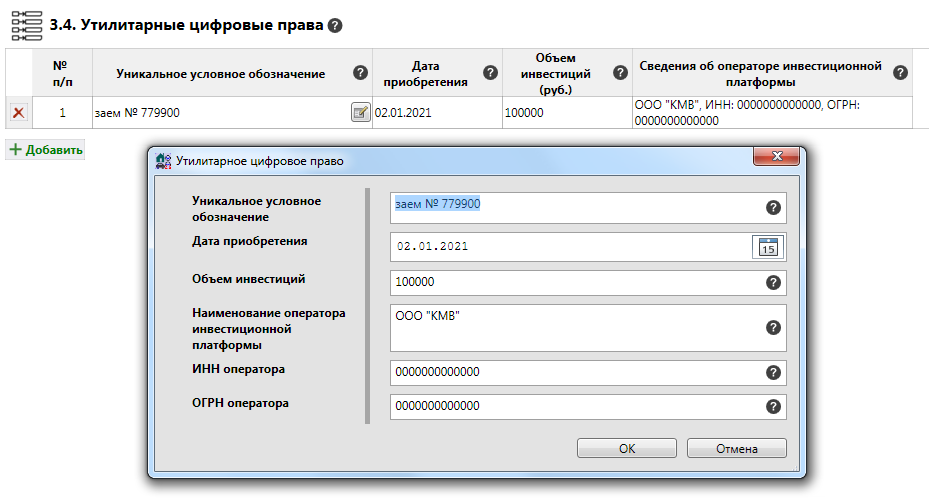 3.4. Утилитарные цифровые права ?
№ п/п
Уникальное условное обозначение ?
Дата приобретения ?
Объем инвестиций (руб.) ?
Сведения об операторе инвестиционной платформы ?
1
заем № 779900
02.01.2021
100000
ООО "КМВ", ИНН: 0000000000000, ОГРН:
0000000000000
Добавить
Утилитарное цифровое право
Уникальное условное
обозначение
заем № 779900 ?
Дата приобретения
02.01.2021
15
Объем инвестиций
100000 ?
Наименование оператора
инвестиционной
платформы
ООО "КМВ" ?
ИНН оператора
0000000000000 ?
ОГРН оператора
0000000000000 ?
OK
Отмена